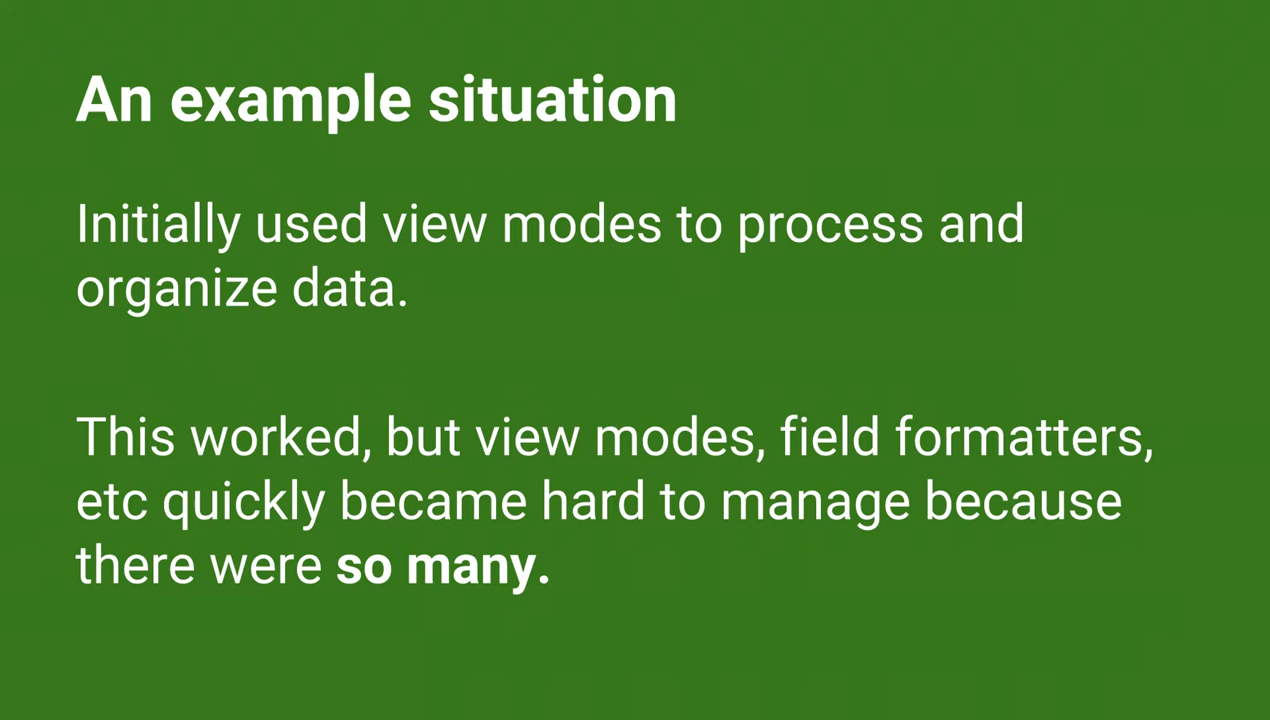 An example situation
Initially used view modes to process and
organize data.
This worked, but view modes, field formatters,
etc quickly became hard to manage because
there were so many.